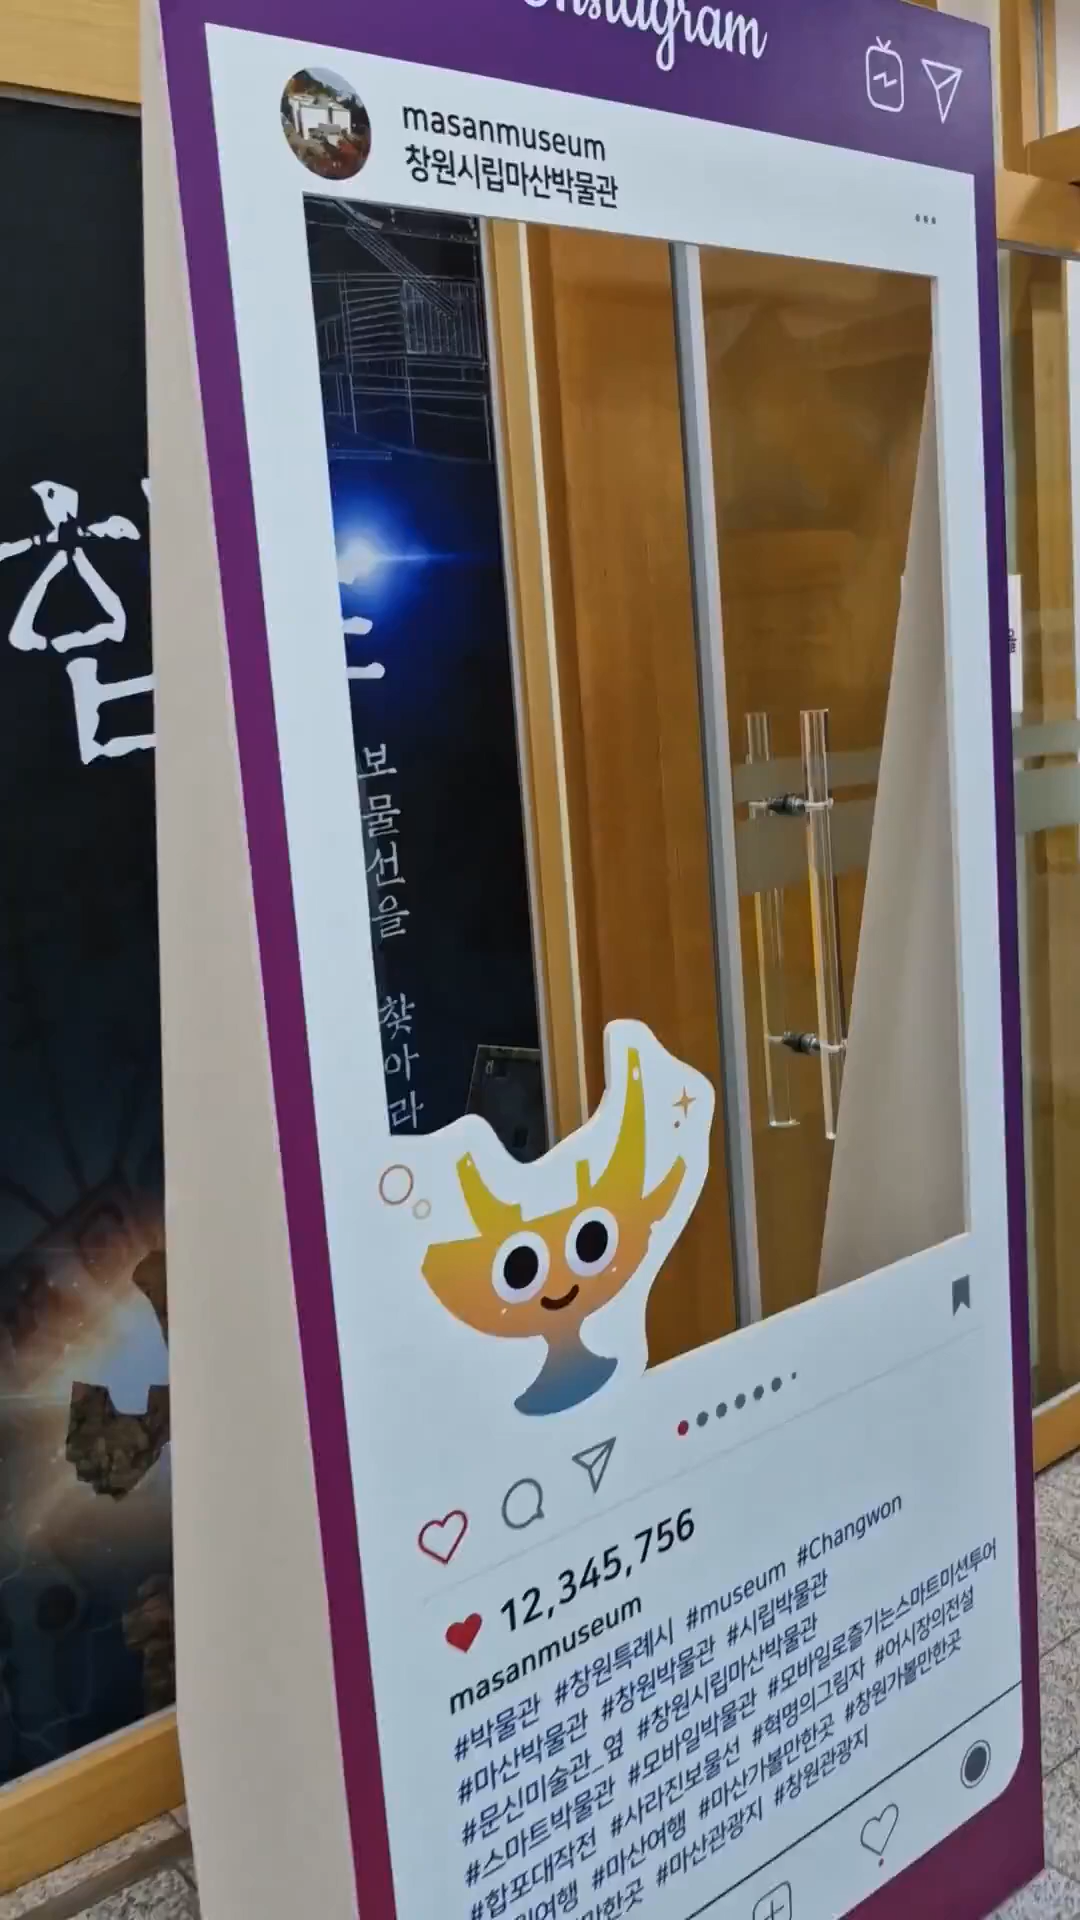 Instagram
masanmuseum
창원시립마산박물관
합
드
보물선을 찾아라
12,345,756
masanmuseum
#박물관 #창원특례시 #museum #Changwon
#마산박물관 #창원박물관 #시립박물관
#문신미술관_옆 #창원시립마산박물관
#스마트박물관 #모바일박물관 #모바일로즐기는스마트미션투어
#합포대작전 #사라진보물선 #혁명의그림자 #어시장의전설
#마산여행 #마산가볼만한곳 #창원가볼만한곳
#마산관광지 #창원관광지